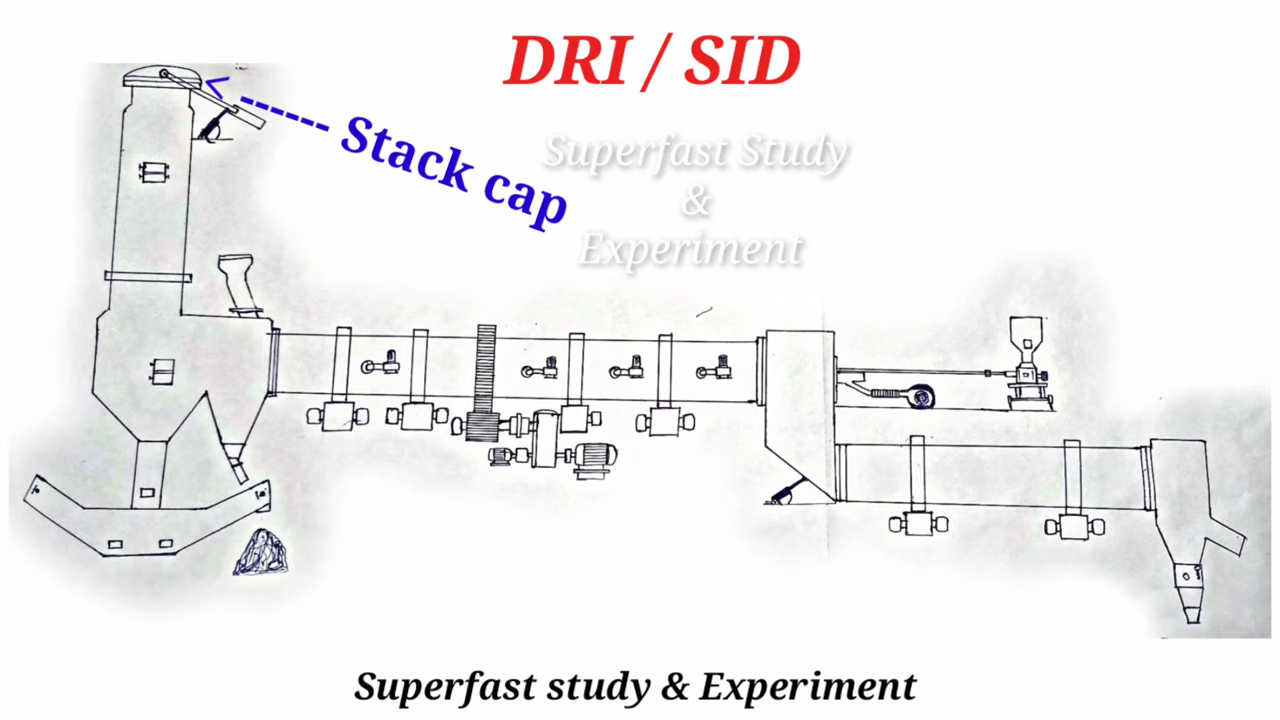 DRI / SID
Stack cap
Superfast Study
&
Experiment
Superfast study & Experiment